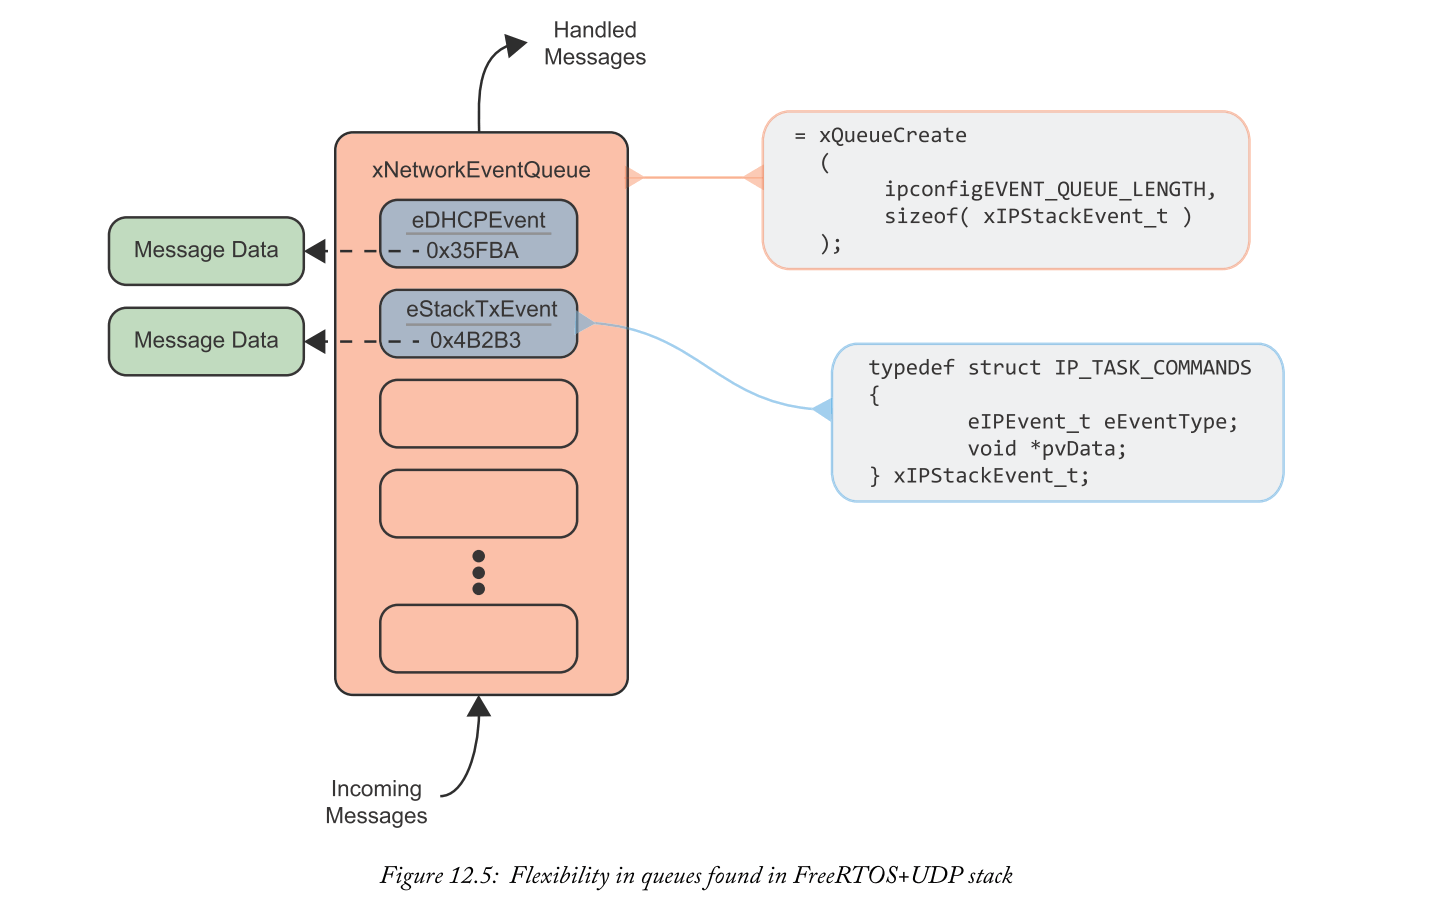 Handled
Messages
xNetworkEventQueue
eDHCPEvent
0x35FBA
Message Data
eStackTxEvent
0x4B2B3
Message Data
= xQueueCreate
(
ipconfigEVENT_QUEUE_LENGTH,
sizeof( xIPStackEvent_t )
);
typedef struct IP_TASK_COMMANDS
{
eIPEvent_t eEventType;
void *pvData;
} xIPStackEvent_t;
Incoming
Messages
Figure 12.5: Flexibility in queues found in FreeRTOS+UDP stack